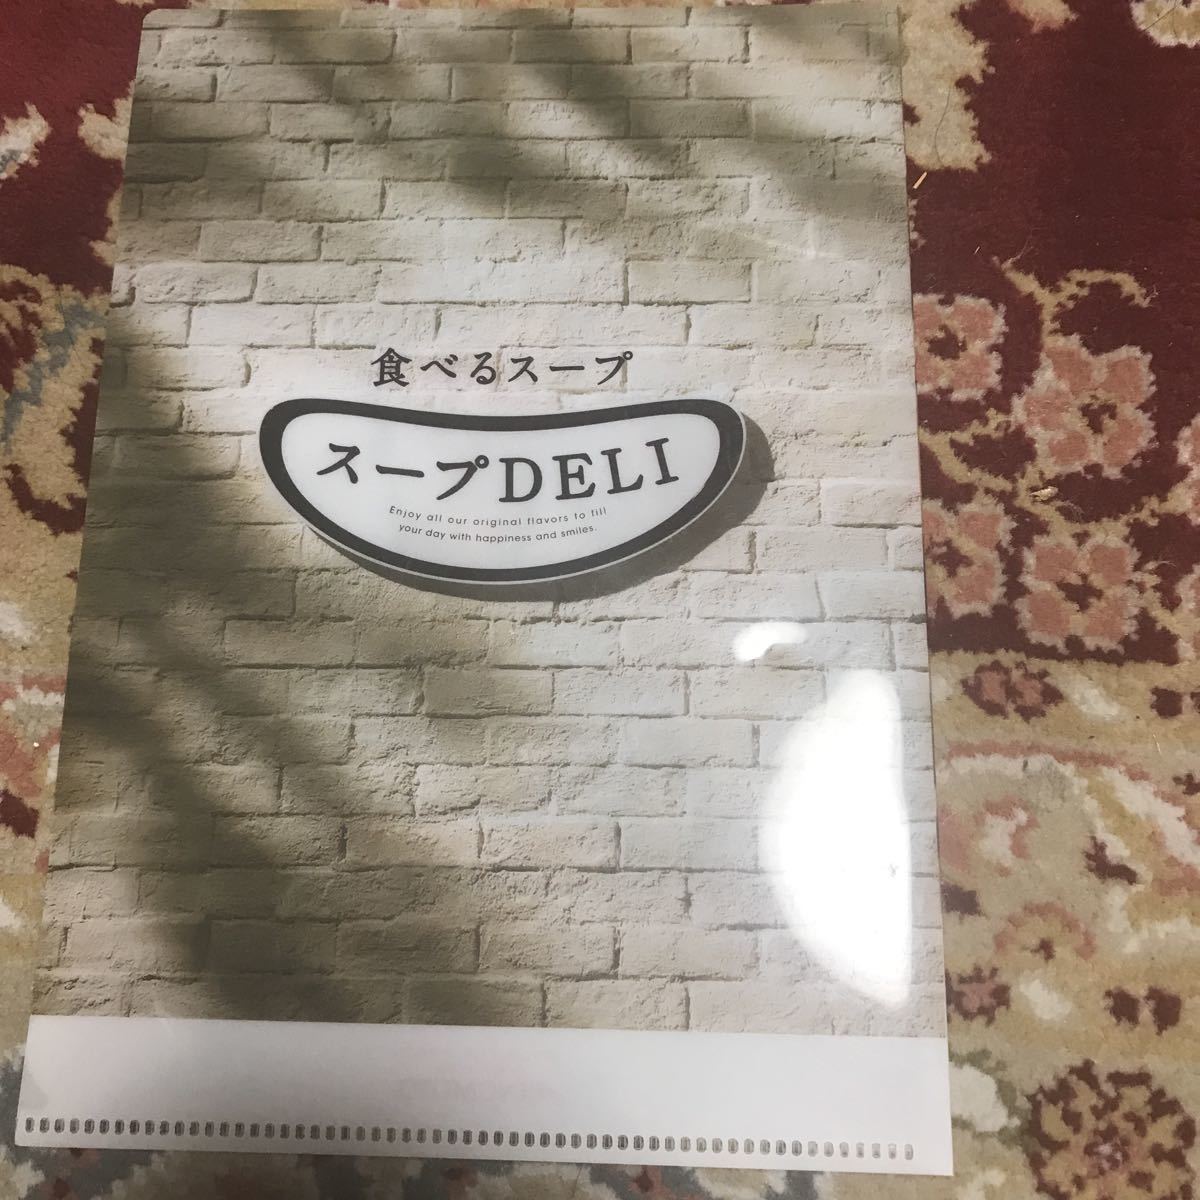 食べるスープ
スープDELI
Enjoy all our original flavors to fill
your day with happiness and smiles.